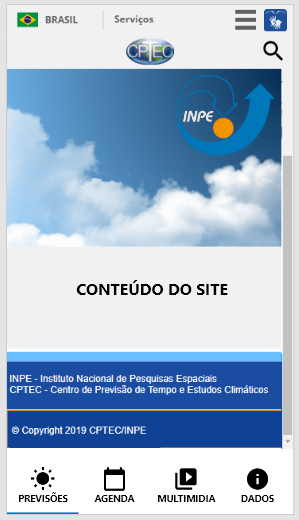 BRASIL Serviços
CPTEC
INPE
CONTEÚDO DO SITE
INPE - Instituto Nacional de Pesquisas Espaciais
CPTEC - Centro de Previsão de Tempo e Estudos Climáticos
© Copyright 2019 CPTEC/INPE
PREVISÕES AGENDA MULTIMIDIA DADOS